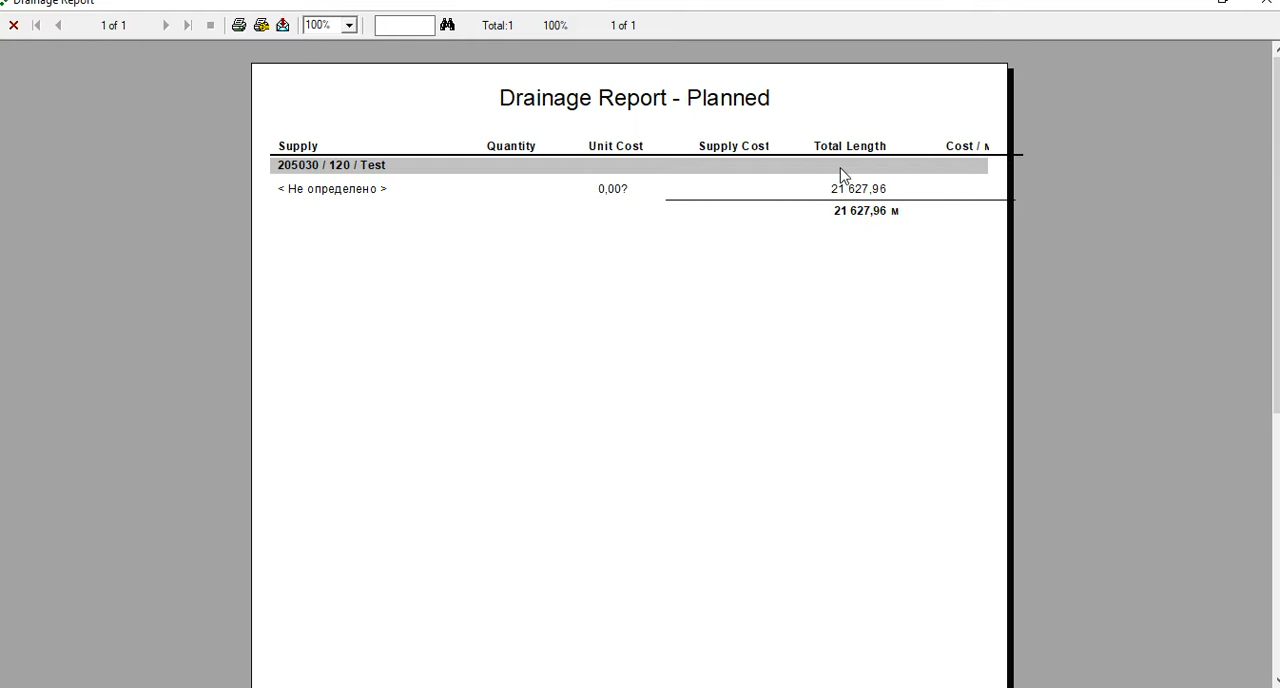 Drainage Report
1 of 1 100% Total:1 100% 1 of 1
Drainage Report - Planned
Supply Quantity Unit Cost Supply Cost Total Length Cost / м
205030 / 120 / Test
< Не определено > 0,00? 21 627,96
21 627,96 м